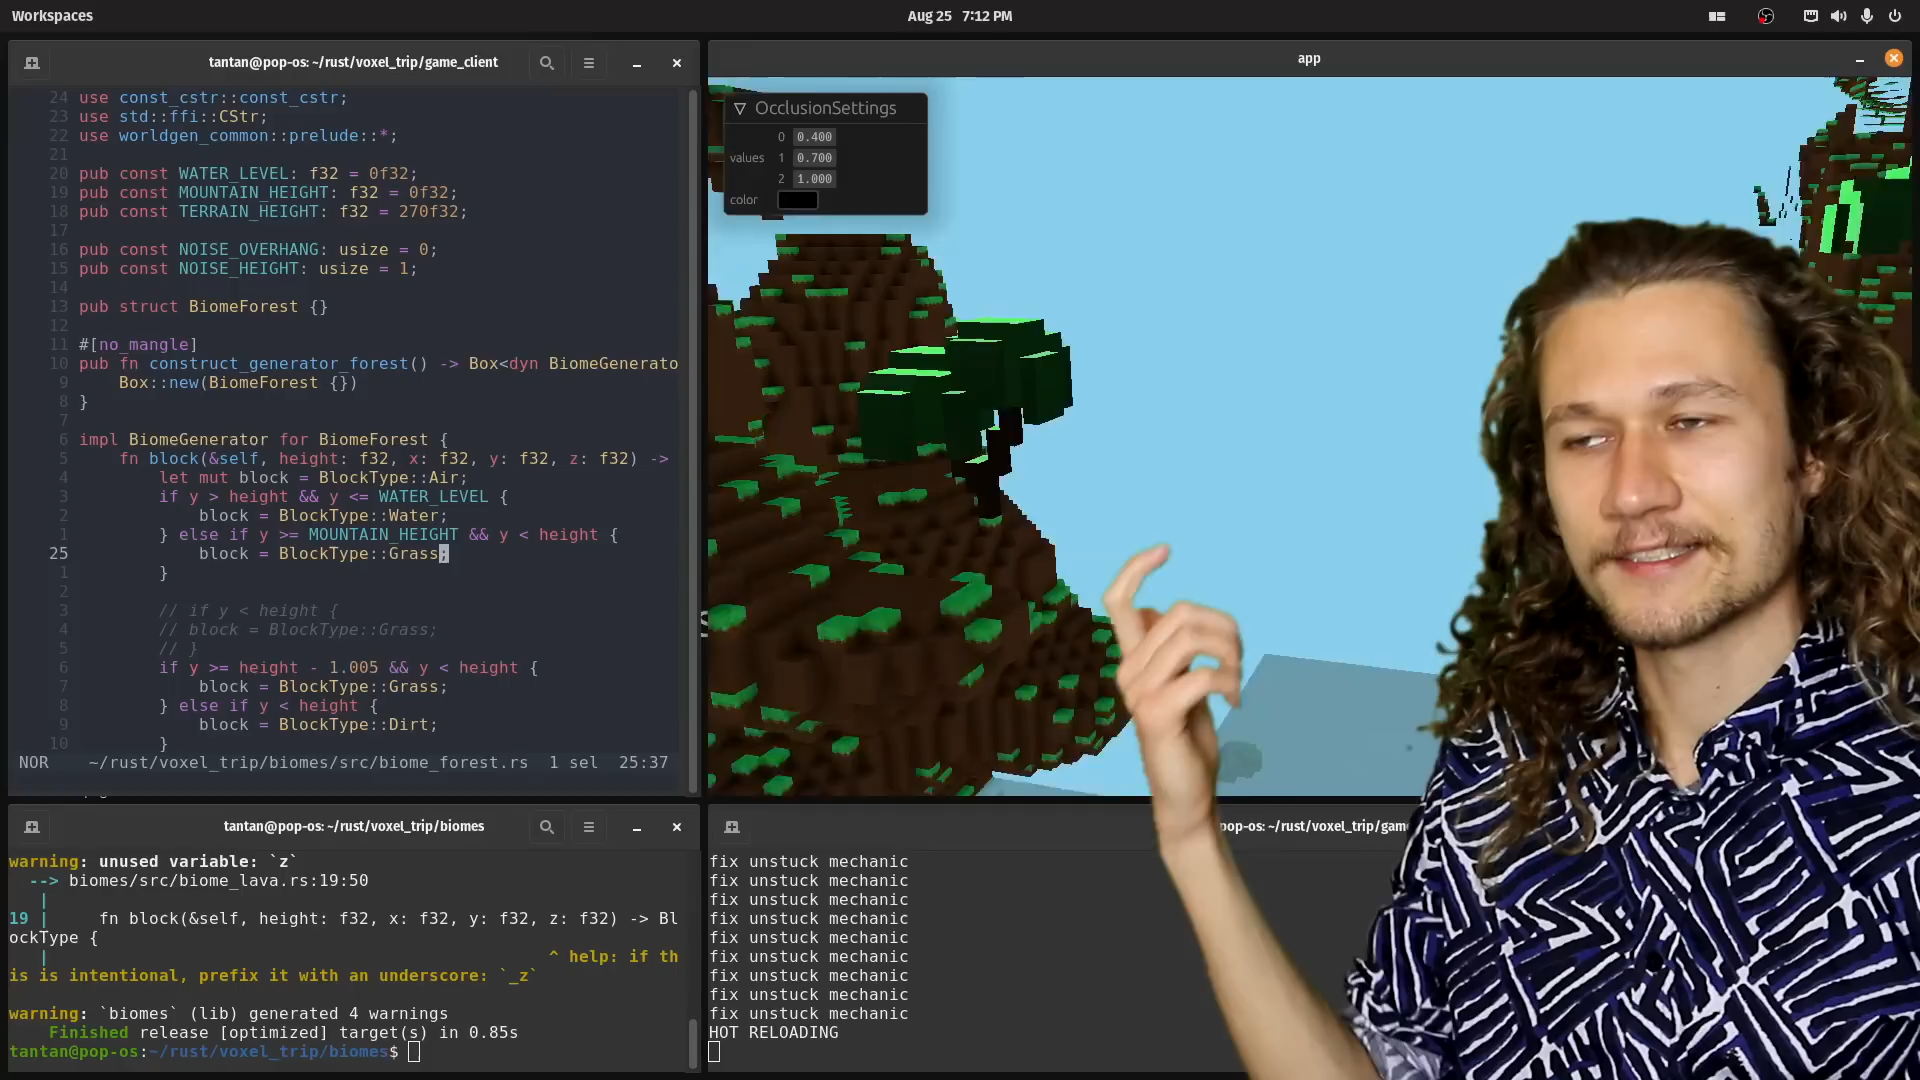 Workspaces
Aug 25 7:12 PM
tantan@pop-os: ~/rust/voxel_trip/game_client
24 use const_cstr::const_cstr;
23 use std::ffi::CStr;
22 use worldgen_common::prelude::*;
21
20 pub const WATER_LEVEL: f32 = 0f32;
19 pub const MOUNTAIN_HEIGHT: f32 = 0f32;
18 pub const TERRAIN_HEIGHT: f32 = 270f32;
17
16 pub const NOISE_OVERHANG: usize = 0;
15 pub const NOISE_HEIGHT: usize = 1;
14
13 pub struct BiomeForest {}
12
11 #[no_mangle]
10 pub fn construct_generator_forest() -> Box<dyn BiomeGenerato
9 Box::new(BiomeForest {})
8 }
7
6 impl BiomeGenerator for BiomeForest {
5 fn block(&self, height: f32, x: f32, y: f32, z: f32) ->
4 let mut block = BlockType::Air;
3 if y > height && y <= WATER_LEVEL {
2 block = BlockType::Water;
1 } else if y >= MOUNTAIN_HEIGHT && y < height {
25 block = BlockType::Grass;
1 }
2
3 // if y < height {
4 // block = BlockType::Grass;
5 // }
6 if y >= height - 1.005 && y < height {
7 block = BlockType::Grass;
8 } else if y < height {
9 block = BlockType::Dirt;
10 }
NOR ~/rust/voxel_trip/biomes/src/biome_forest.rs 1 sel 25:37
app
OcclusionSettings
values
0 0.400
1 0.700
2 1.000
color
tantan@pop-os: ~/rust/voxel_trip/biomes
warning: unused variable: `z`
--> biomes/src/biome_lava.rs:19:50
|
19 | fn block(&self, height: f32, x: f32, y: f32, z: f32) -> Bl
ockType {
| ^ help: if th
is is intentional, prefix it with an underscore: `_z`
warning: `biomes` (lib) generated 4 warnings
Finished release [optimized] target(s) in 0.85s
tantan@pop-os:~/rust/voxel_trip/biomes$
pop-os: ~/rust/voxel_trip/gam
fix unstuck mechanic
fix unstuck mechanic
fix unstuck mechanic
fix unstuck mechanic
fix unstuck mechanic
fix unstuck mechanic
fix unstuck mechanic
fix unstuck mechanic
fix unstuck mechanic
HOT RELOADING